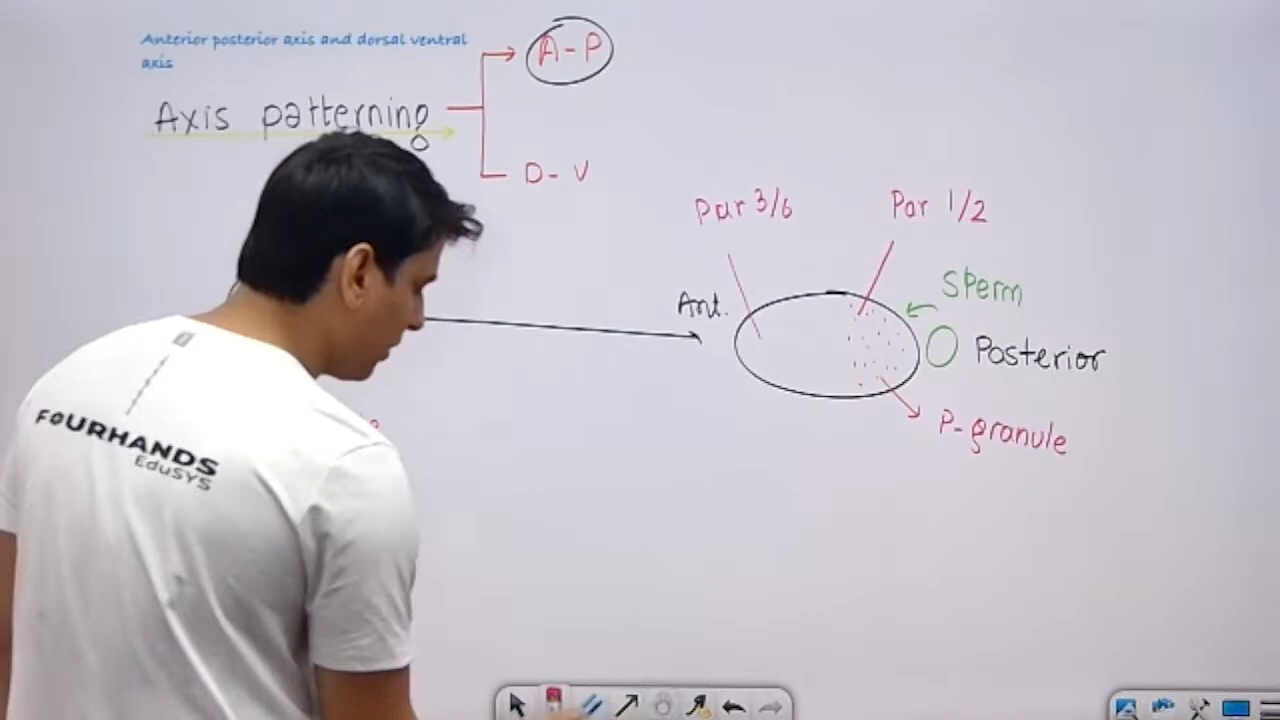 Anterior posterior axis and dorsal ventral
axis
A-P
Axis patterning
D-V
Par 3/6
Par 1/2
Sperm
Ant.
Posterior
P-granule
FOURHANDS
EduSYS